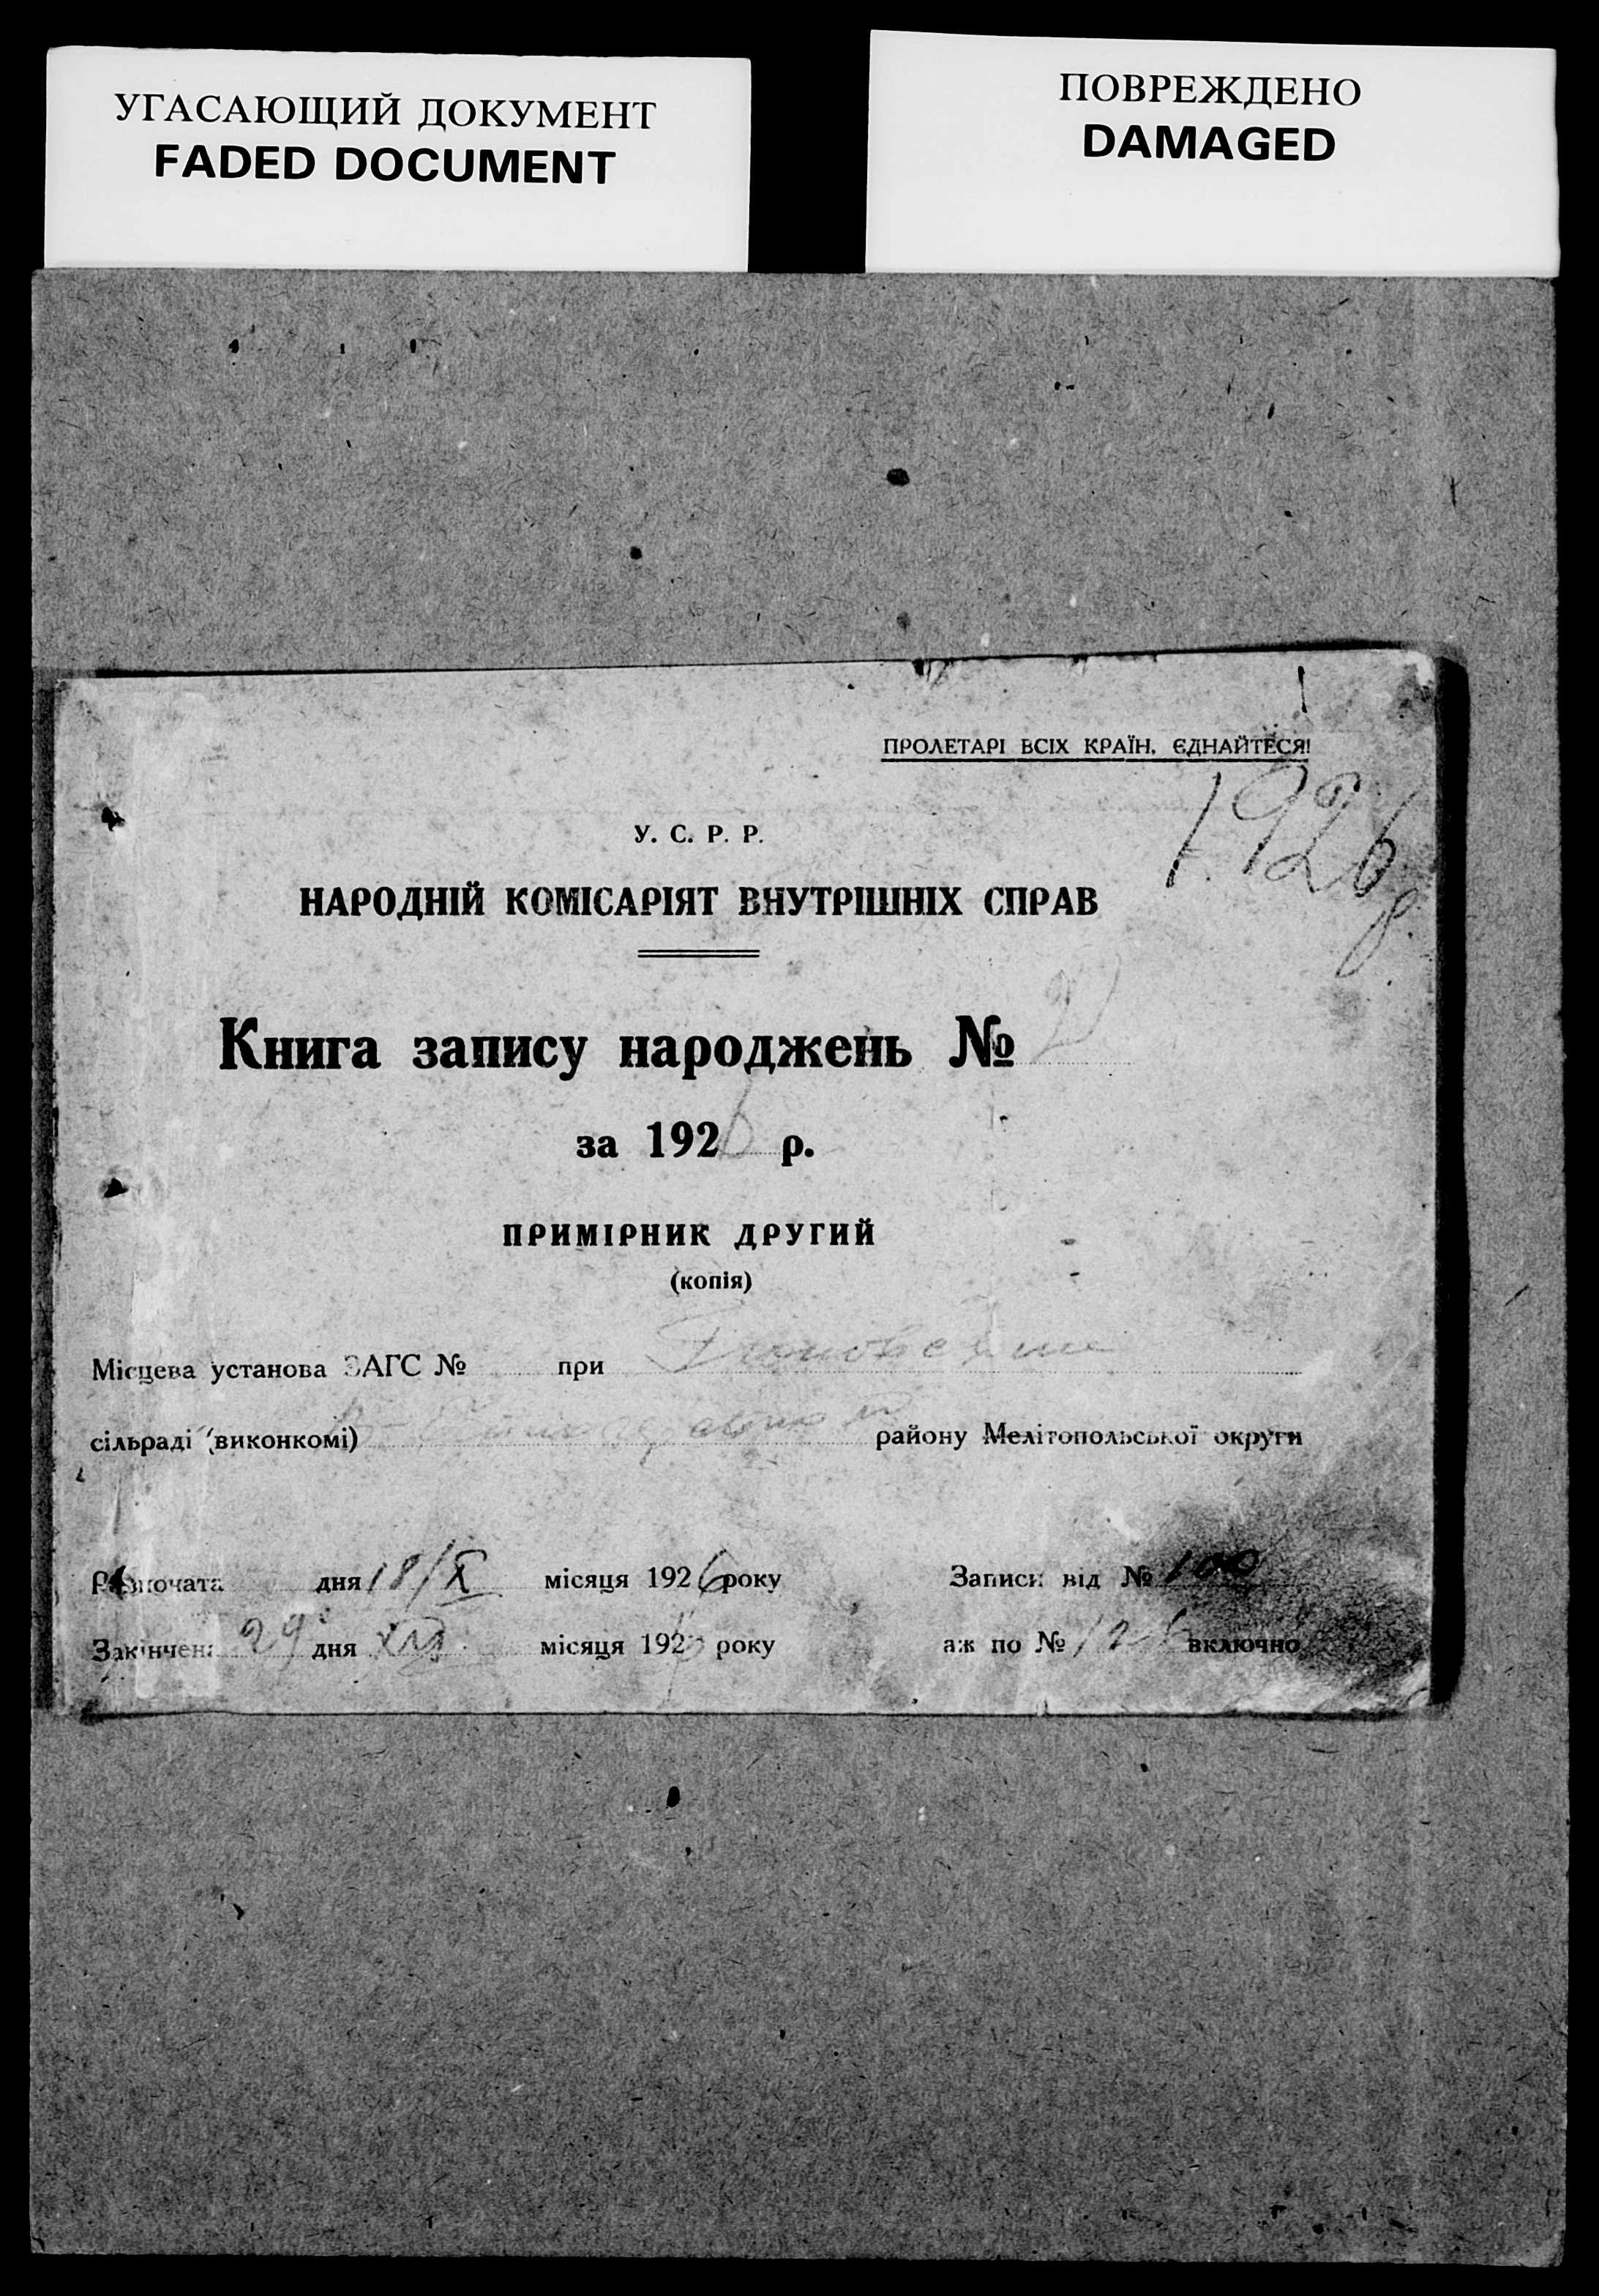 УГАСАЮЩИЙ ДОКУМЕНТ
FADED DOCUMENT
ПОВРЕЖДЕНО
DAMAGED
ПРОЛЕТАРІ ВСІХ КРАЇН, ЄДНАЙТЕСЯ!
1926 р.
У. С. Р. Р.
НАРОДНІЙ КОМІСАРІЯТ ВНУТРІШНІХ СПРАВ
Книга запису народжень №
за 1926 р.
ПРИМІРНИК ДРУГИЙ
(копія)
Місцева установа ЗАГС № при
сільраді (виконкомі) району Мелітопольської округи
Розпочата дня 18/X місяця 1926 року Записи від № 100
Закінчена 29 дня XII місяця 192 року аж по № включно